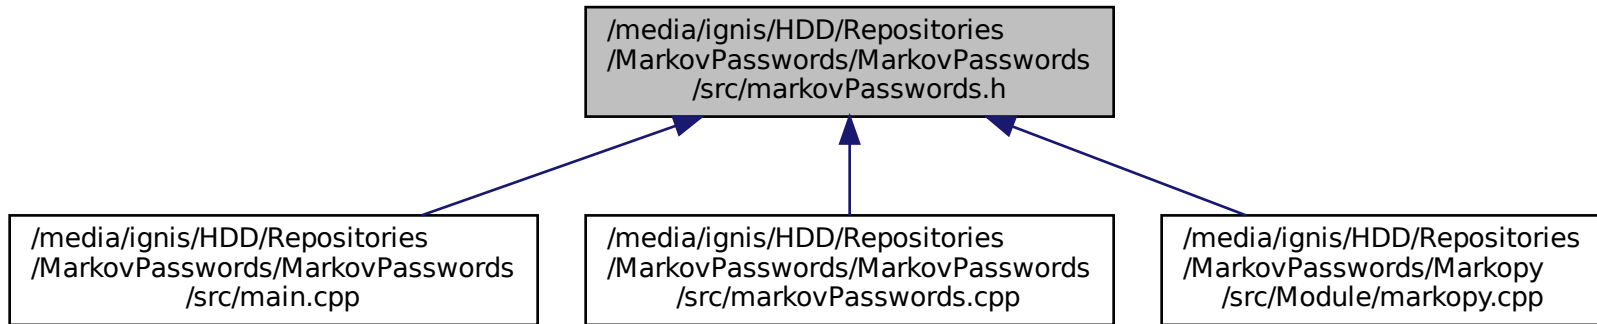 /media/ignis/HDD/Repositories
/MarkovPasswords/MarkovPasswords
/src/markovPasswords.h
/media/ignis/HDD/Repositories
/MarkovPasswords/MarkovPasswords
/src/main.cpp
/media/ignis/HDD/Repositories
/MarkovPasswords/MarkovPasswords
/src/markovPasswords.cpp
/media/ignis/HDD/Repositories
/MarkovPasswords/Markopy
/src/Module/markopy.cpp